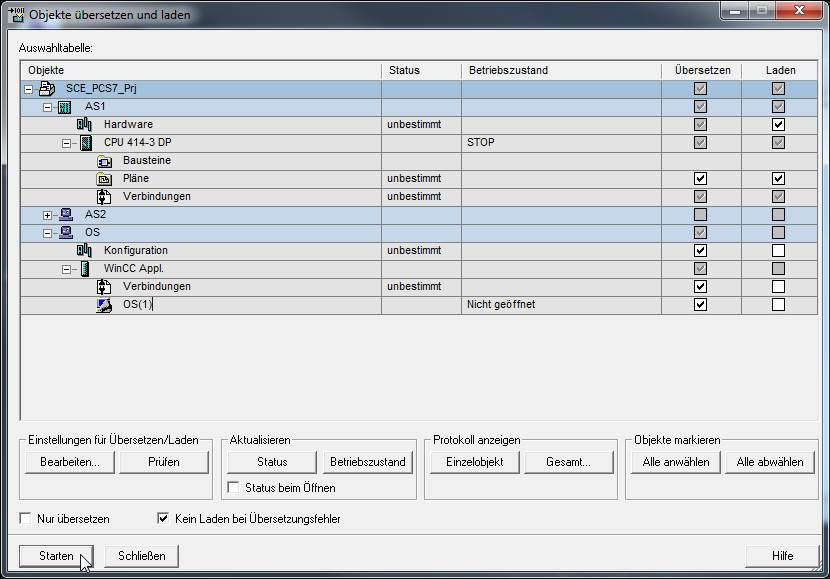 Objekte übersetzen und laden
Auswahltabelle:
Objekte Status Betriebszustand Übersetzen Laden
SCE_PCS7_Prj
AS1
Hardware unbestimmt
CPU 414-3 DP STOP
Bausteine
Pläne unbestimmt
Verbindungen unbestimmt
AS2
OS
Konfiguration unbestimmt
WinCC Appl.
Verbindungen unbestimmt
OS(1) Nicht geöffnet
Einstellungen für Übersetzen/Laden Aktualisieren Protokoll anzeigen Objekte markieren
Bearbeiten... Prüfen Status Betriebszustand Einzelobjekt Gesamt... Alle anwählen Alle abwählen
Status beim Öffnen
Nur übersetzen Kein Laden bei Übersetzungsfehler
Starten Schließen Hilfe